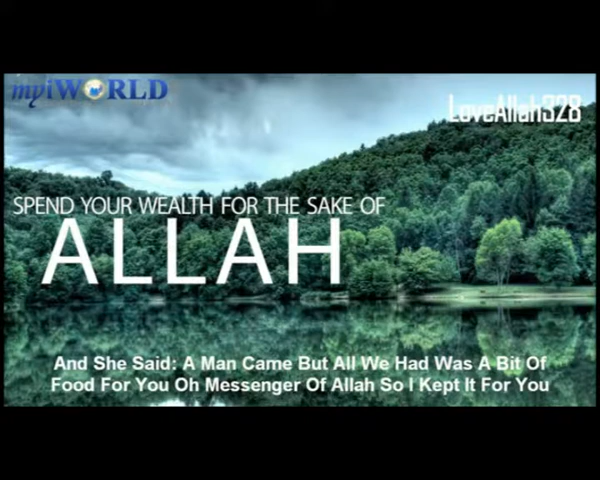 myiWORLD
LoveAllah328
SPEND YOUR WEALTH FOR THE SAKE OF
ALLAH
And She Said: A Man Came But All We Had Was A Bit Of
Food For You Oh Messenger Of Allah So I Kept It For You